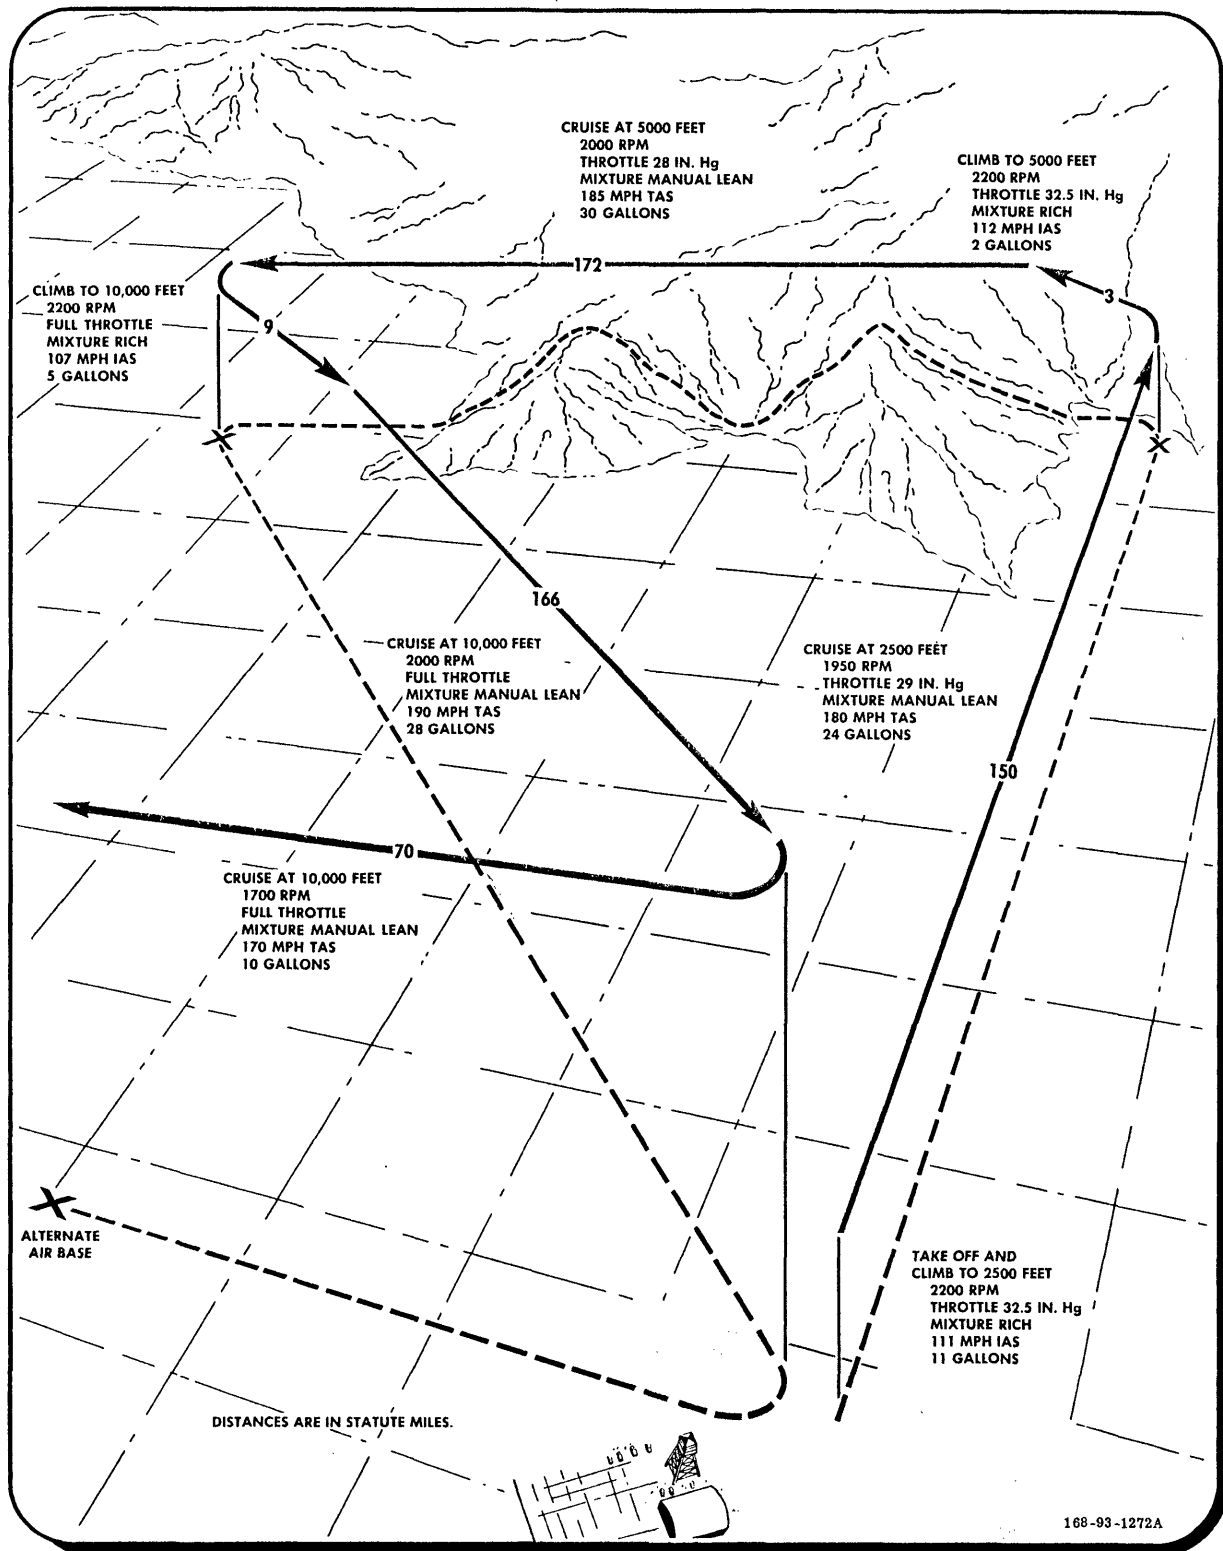 CRUISE AT 5000 FEET
2000 RPM
THROTTLE 28 IN. Hg
MIXTURE MANUAL LEAN
185 MPH TAS
30 GALLONS
CLIMB TO 5000 FEET
2200 RPM
THROTTLE 32.5 IN. Hg
MIXTURE RICH
112 MPH IAS
2 GALLONS
172
3
CLIMB TO 10,000 FEET
2200 RPM
FULL THROTTLE
MIXTURE RICH
107 MPH IAS
5 GALLONS
9
166
CRUISE AT 10,000 FEET
2000 RPM
FULL THROTTLE
MIXTURE MANUAL LEAN
190 MPH TAS
28 GALLONS
CRUISE AT 2500 FEET
1950 RPM
THROTTLE 29 IN. Hg
MIXTURE MANUAL LEAN
180 MPH TAS
24 GALLONS
150
70
CRUISE AT 10,000 FEET
1700 RPM
FULL THROTTLE
MIXTURE MANUAL LEAN
170 MPH TAS
10 GALLONS
ALTERNATE
AIR BASE
TAKE OFF AND
CLIMB TO 2500 FEET
2200 RPM
THROTTLE 32.5 IN. Hg
MIXTURE RICH
111 MPH IAS
11 GALLONS
DISTANCES ARE IN STATUTE MILES.
168-93-1272A